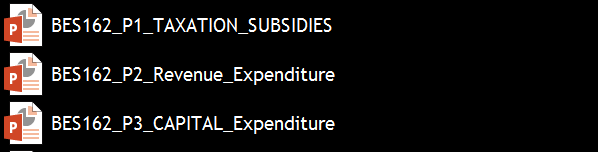 BES162_P1_TAXATION_SUBSIDIES
BES162_P2_Revenue_Expenditure
BES162_P3_CAPITAL_Expenditure